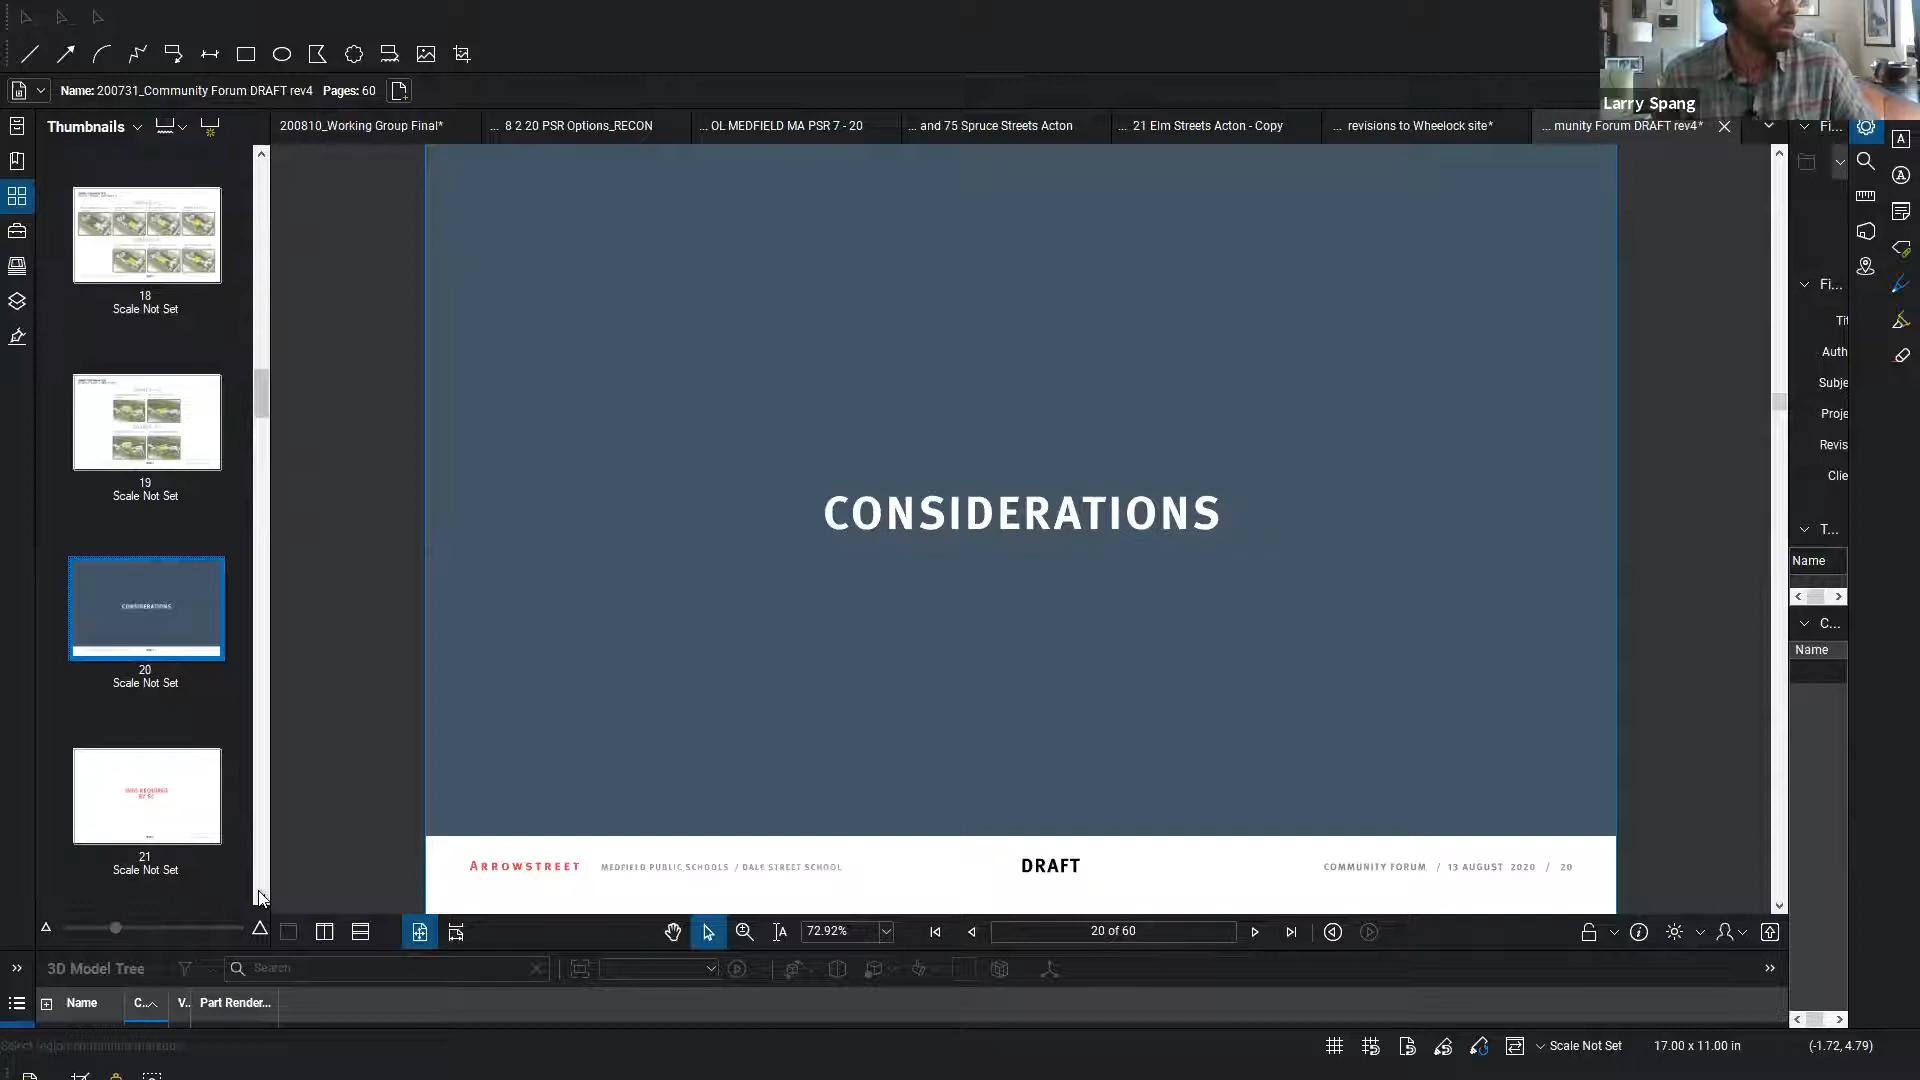 Name: 200731_Community Forum DRAFT rev4 Pages: 60
Larry Spang
Thumbnails
200810_Working Group Final*
... 8 2 20 PSR Options_RECON
... OL MEDFIELD MA PSR 7 - 20
... and 75 Spruce Streets Acton
... 21 Elm Streets Acton - Copy
... revisions to Wheelock site*
... munity Forum DRAFT rev4*
Fi...
18
Scale Not Set
19
Scale Not Set
CONSIDERATIONS
20
Scale Not Set
21
Scale Not Set
CONSIDERATIONS
ARROWSTREET
MEDFIELD PUBLIC SCHOOLS / DALE STREET SCHOOL
DRAFT
COMMUNITY FORUM / 13 AUGUST 2020 / 20
Fi...
Tit
Auth
Subje
Proje
Revis
Clie
T...
Name
C...
Name
72.92%
20 of 60
3D Model Tree
Search
Name
C...
V..
Part Render...
Scale Not Set
17.00 x 11.00 in
(-1.72, 4.79)